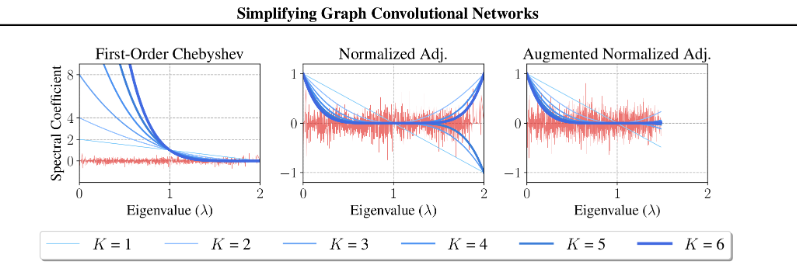 Simplifying Graph Convolutional Networks
First-Order Chebyshev
Normalized Adj.
Augmented Normalized Adj.
Spectral Coefficient
8
4
2
0
0
1
2
Eigenvalue (λ)
1
0
−1
0
1
2
Eigenvalue (λ)
1
0
−1
0
1
2
Eigenvalue (λ)
K = 1
K = 2
K = 3
K = 4
K = 5
K = 6